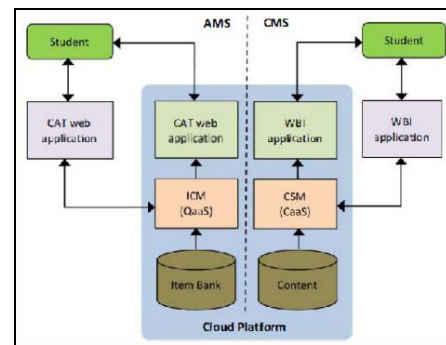 AMS
CMS
Student
Student
CAT web
application
CAT web
application
WBI
application
WBI
application
ICM
(QaaS)
CSM
(CaaS)
Item Bank
Content
Cloud Platform